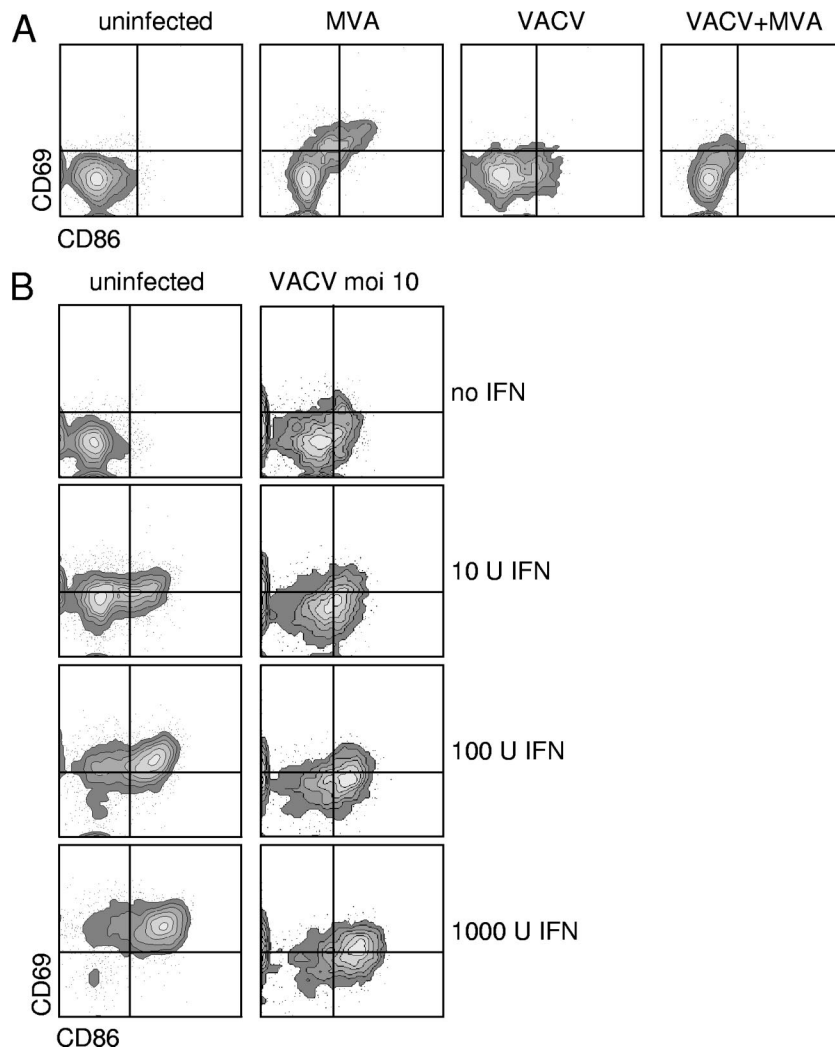 A
uninfected MVA VACV VACV+MVA
CD69
CD86
B
uninfected VACV moi 10
no IFN
10 U IFN
100 U IFN
1000 U IFN
CD69
CD86